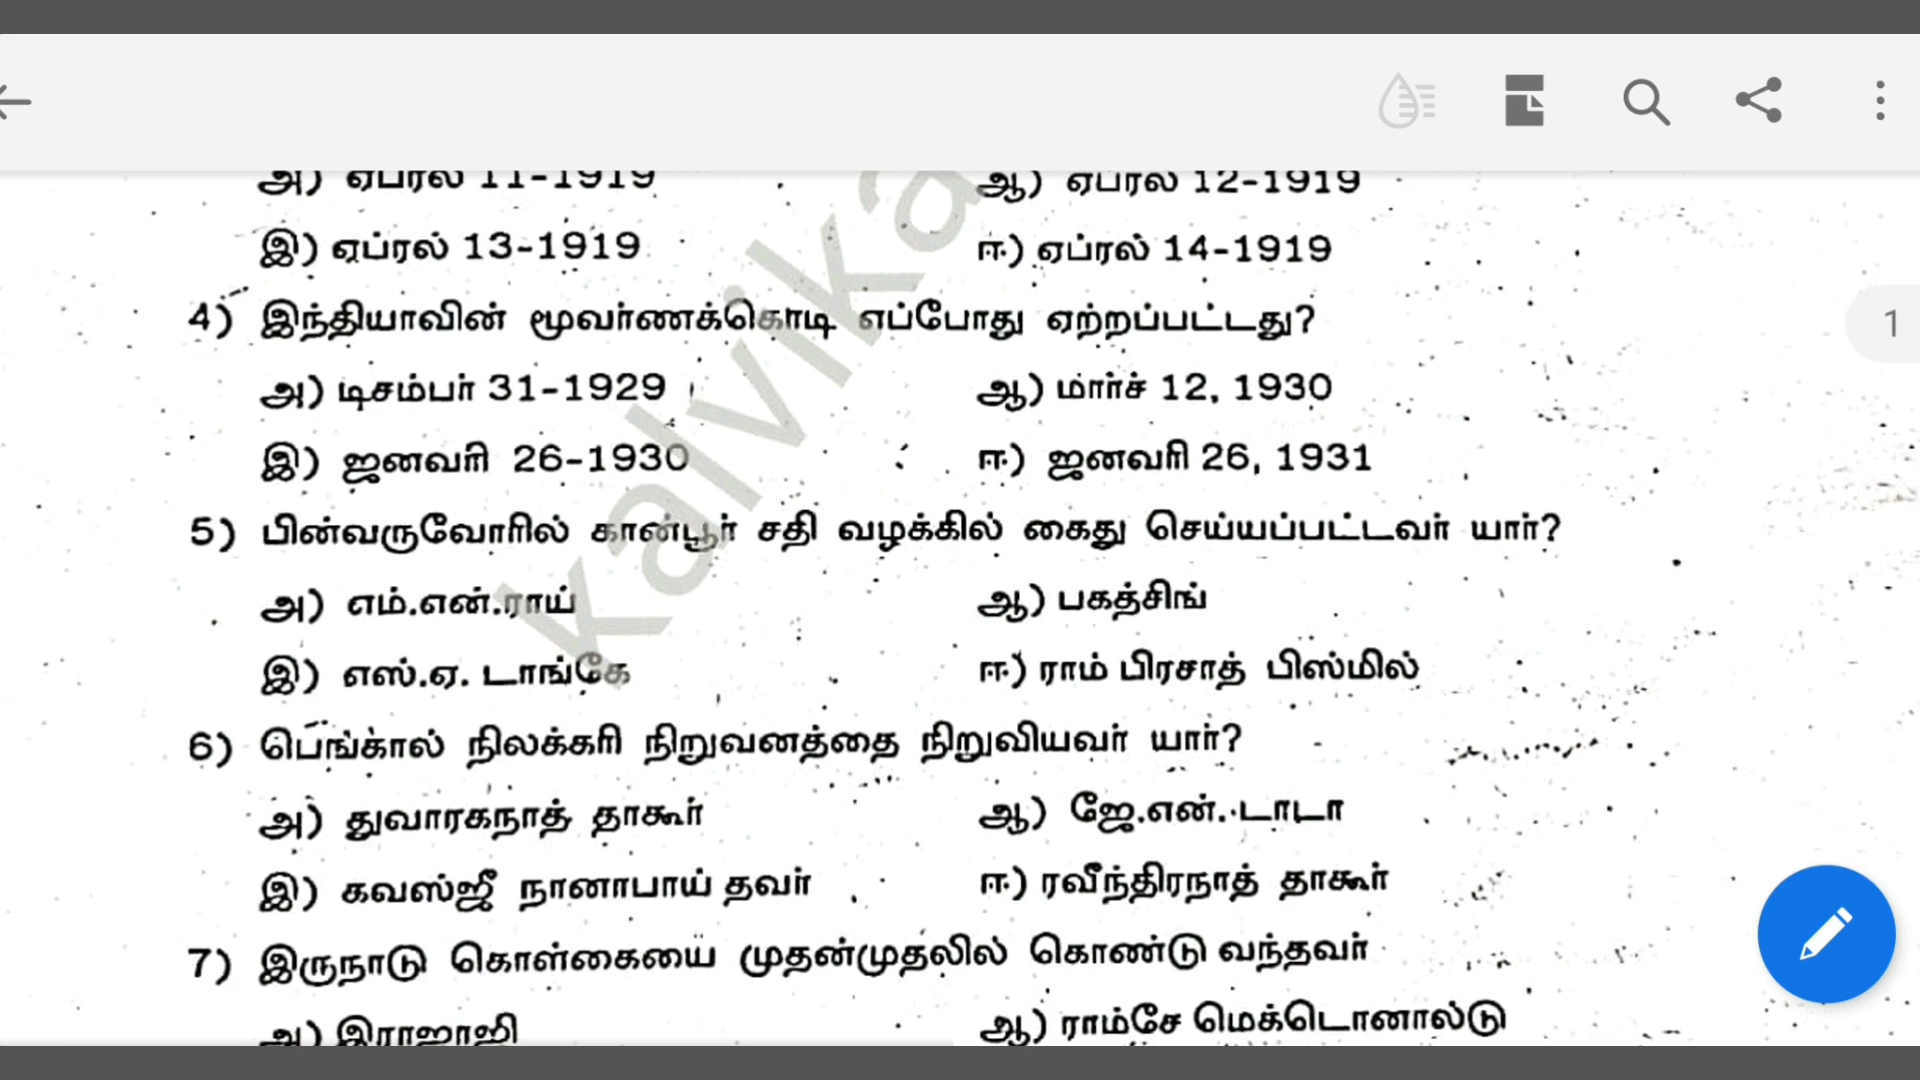 அ) ஏப்ரல் 11-1919 ஆ) ஏப்ரல் 12-1919
இ) ஏப்ரல் 13-1919 ஈ) ஏப்ரல் 14-1919
4) இந்தியாவின் மூவர்ணக்கொடி எப்போது ஏற்றப்பட்டது?
அ) டிசம்பர் 31-1929 ஆ) மார்ச் 12, 1930
இ) ஜனவரி 26-1930 ஈ) ஜனவரி 26, 1931
5) பின்வருவோரில் கான்பூர் சதி வழக்கில் கைது செய்யப்பட்டவர் யார்?
அ) எம்.என்.ராய் ஆ) பகத்சிங்
இ) எஸ்.ஏ. டாங்கே ஈ) ராம் பிரசாத் பிஸ்மில்
6) பெங்கால் நிலக்கரி நிறுவனத்தை நிறுவியவர் யார்?
அ) துவாரகநாத் தாகூர் ஆ) ஜே.என்.டாடா
இ) கவஸ்ஜீ நானாபாய் தவர் ஈ) ரவீந்திரநாத் தாகூர்
7) இருநாடு கொள்கையை முதன்முதலில் கொண்டு வந்தவர்
அ) இராஜாஜி ஆ) ராம்சே மெக்டொனால்டு
1
kalvika